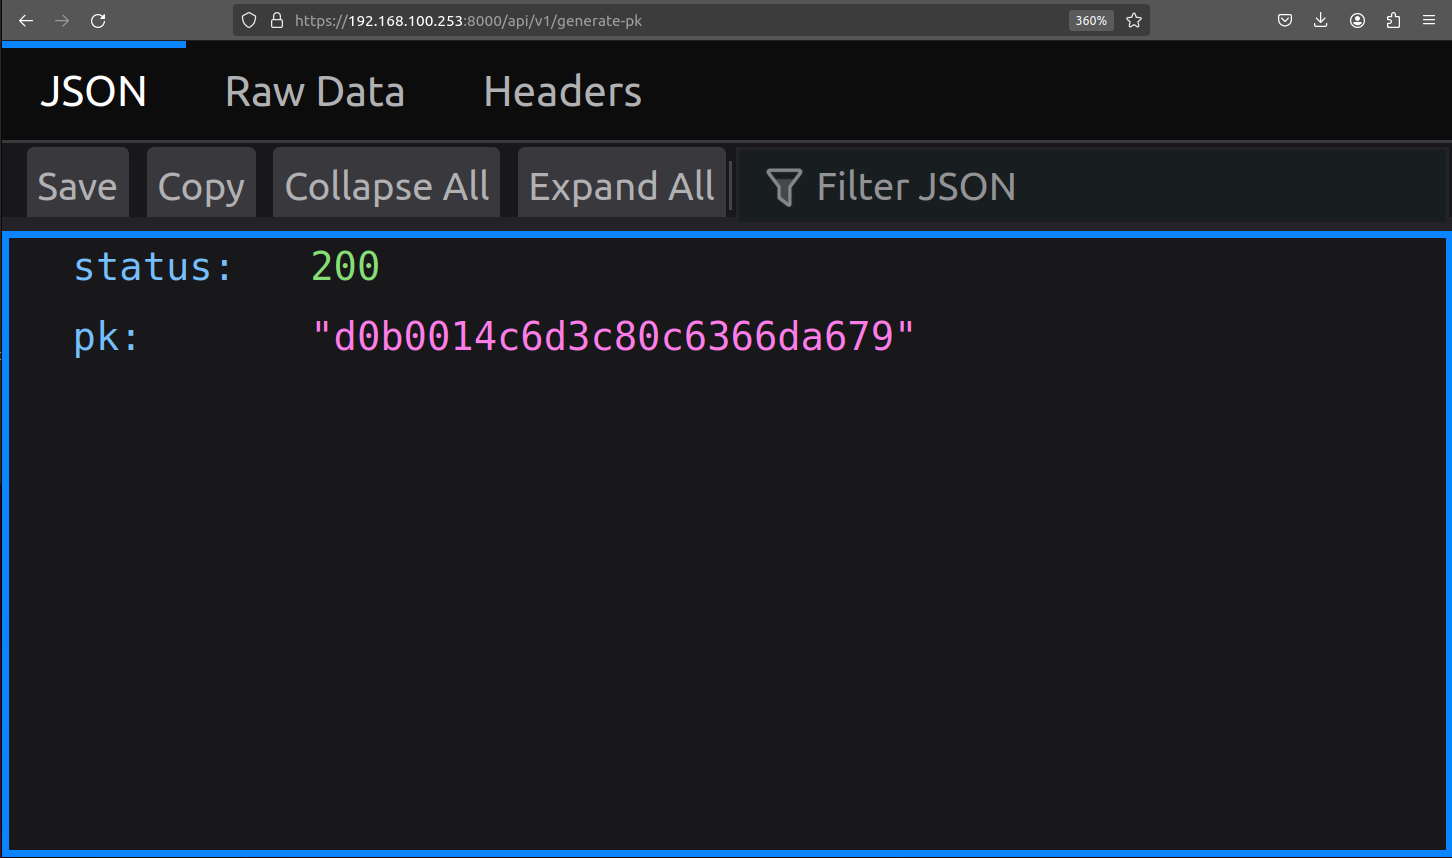 https://192.168.100.253:8000/api/v1/generate-pk 360%
JSON Raw Data Headers
Save Copy Collapse All Expand All Filter JSON
status: 200
pk: "d0b0014c6d3c80c6366da679"